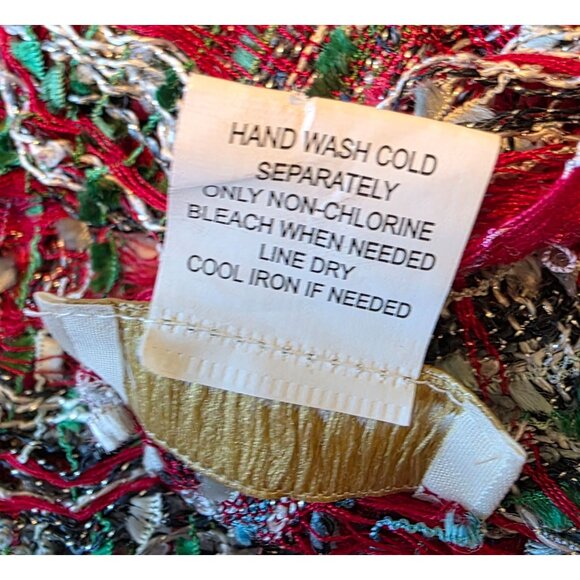 HAND WASH COLD
SEPARATELY
ONLY NON-CHLORINE
BLEACH WHEN NEEDED
LINE DRY
COOL IRON IF NEEDED